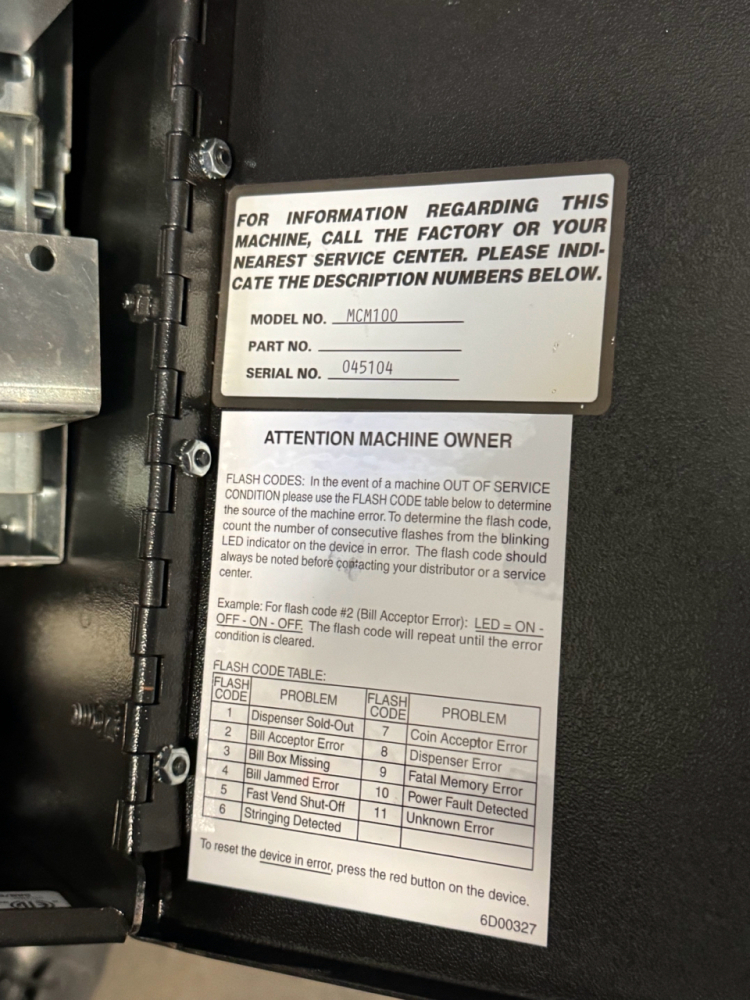 FOR INFORMATION REGARDING THIS
MACHINE, CALL THE FACTORY OR YOUR
NEAREST SERVICE CENTER. PLEASE INDI-
CATE THE DESCRIPTION NUMBERS BELOW.
MODEL NO. MCM100
PART NO.
SERIAL NO. 045104
ATTENTION MACHINE OWNER
FLASH CODES: In the event of a machine OUT OF SERVICE
CONDITION please use the FLASH CODE table below to determine
the source of the machine error. To determine the flash code,
count the number of consecutive flashes from the blinking
LED indicator on the device in error. The flash code should
always be noted before contacting your distributor or a service
center.
Example: For flash code #2 (Bill Acceptor Error): LED = ON -
OFF - ON - OFF. The flash code will repeat until the error
condition is cleared.
FLASH CODE TABLE:
FLASH CODE PROBLEM FLASH CODE PROBLEM
1 Dispenser Sold-Out 7 Coin Acceptor Error
2 Bill Acceptor Error 8 Dispenser Error
3 Bill Box Missing 9 Fatal Memory Error
4 Bill Jammed Error 10 Power Fault Detected
5 Fast Vend Shut-Off 11 Unknown Error
6 Stringing Detected
To reset the device in error, press the red button on the device.
6D00327